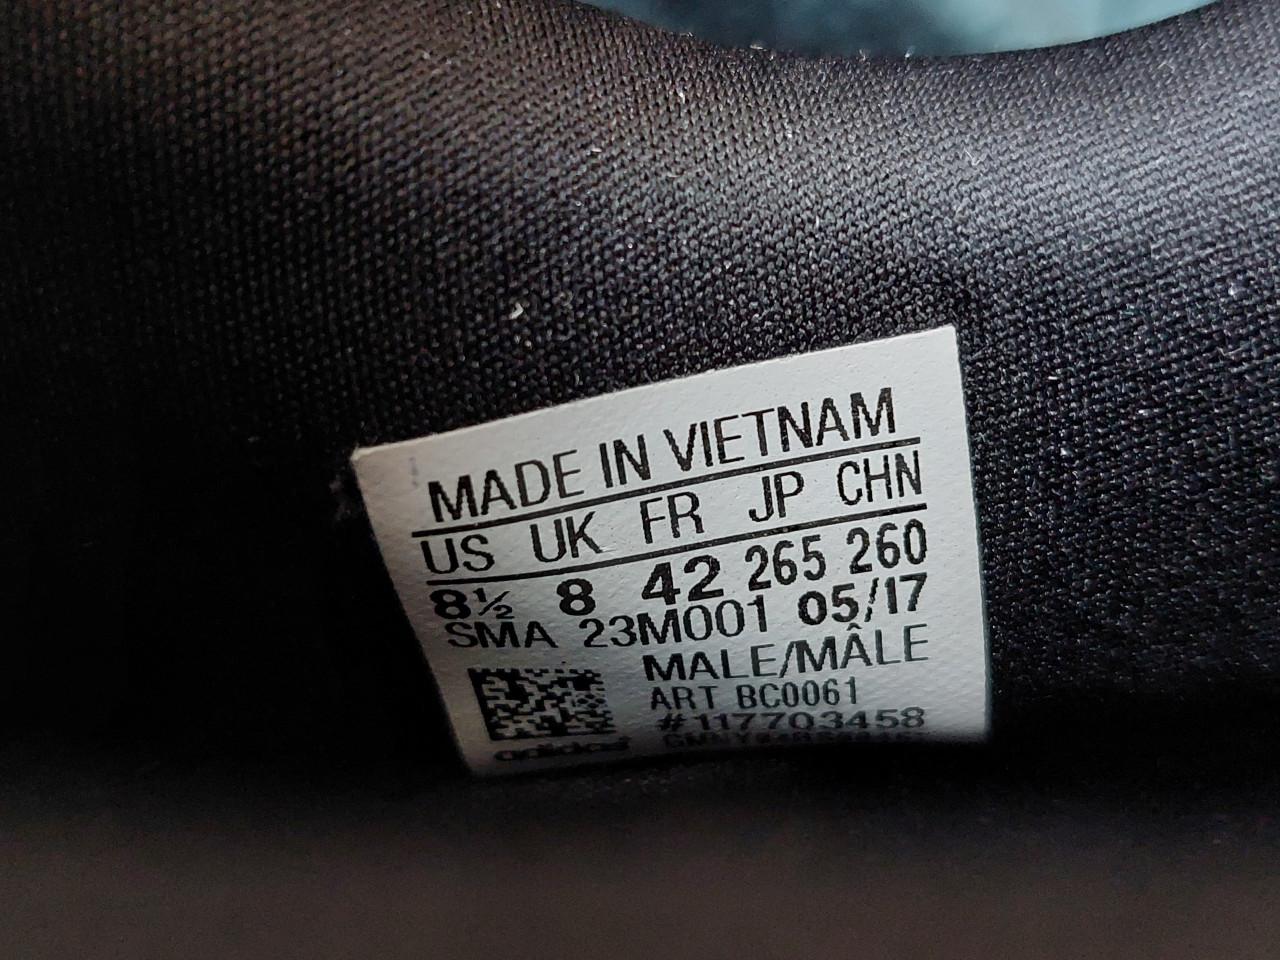 MADE IN VIETNAM
US UK FR JP CHN
8½ 8 42 265 260
SMA 23M001 05/17
MALE/MÂLE
ART BC0061
#117703458
adidas